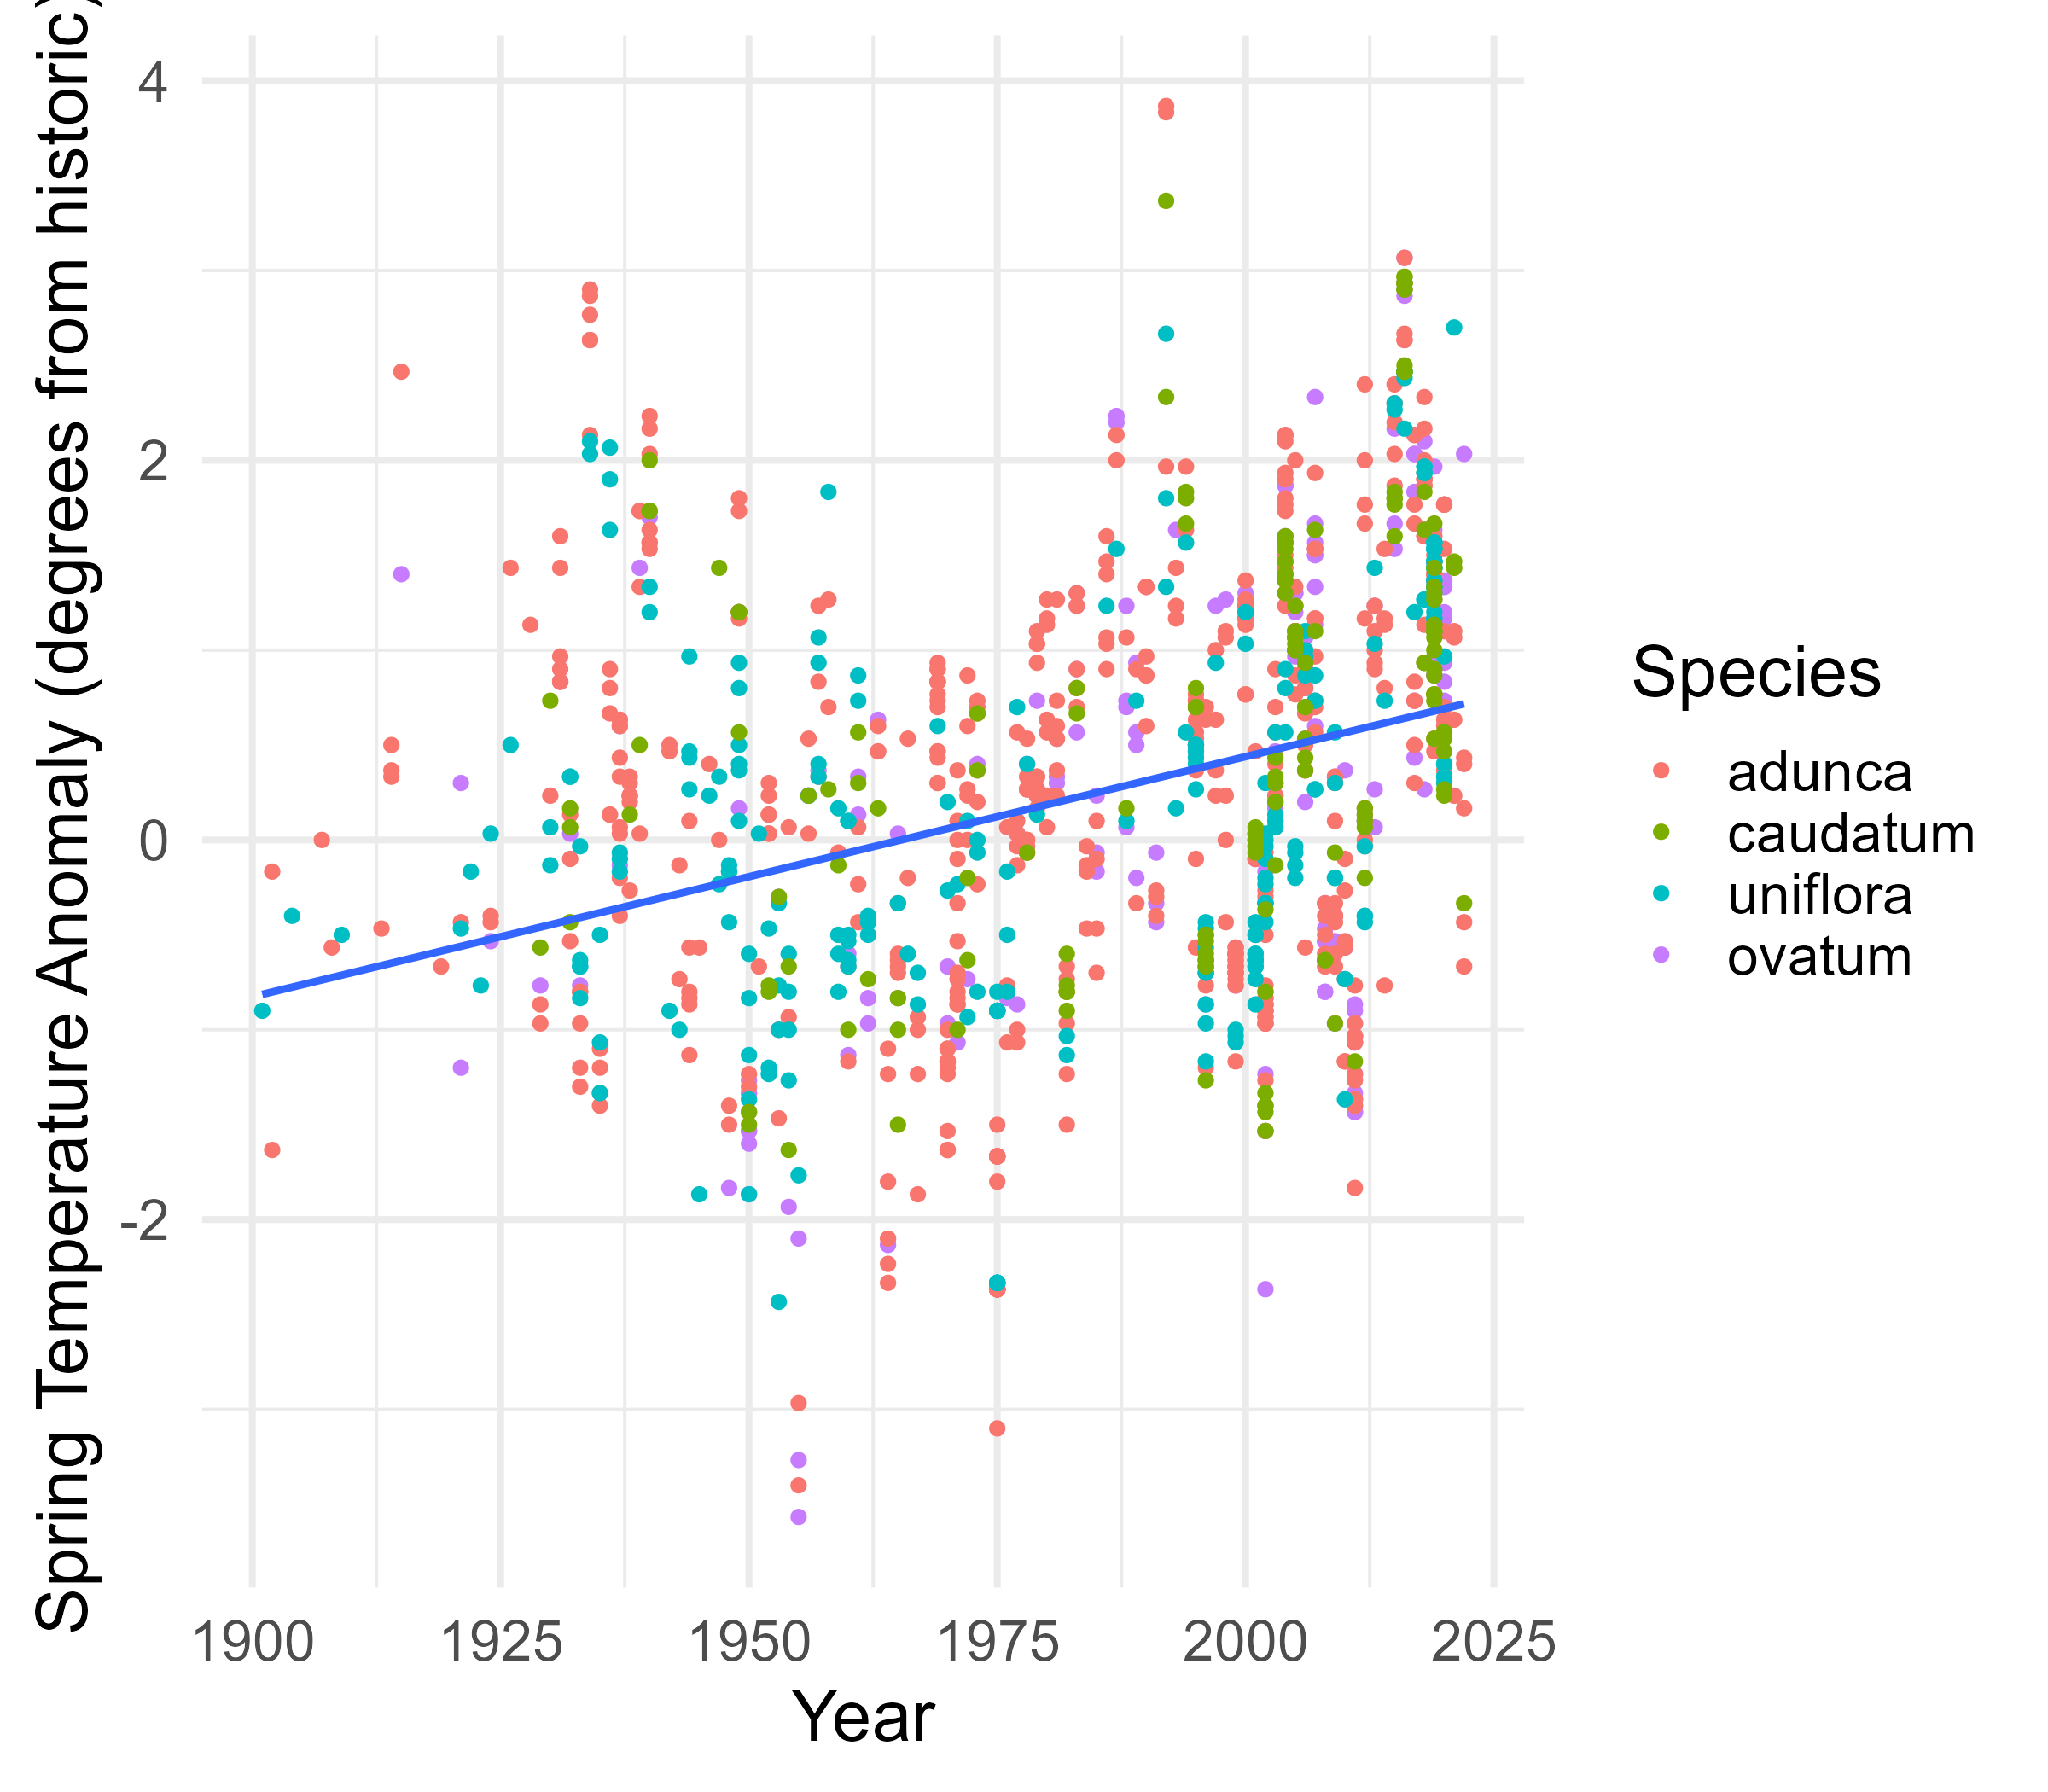 Spring Temperature Anomaly (degrees from historic)
4
2
0
-2
1900 1925 1950 1975 2000 2025
Year
Species
adunca
caudatum
uniflora
ovatum